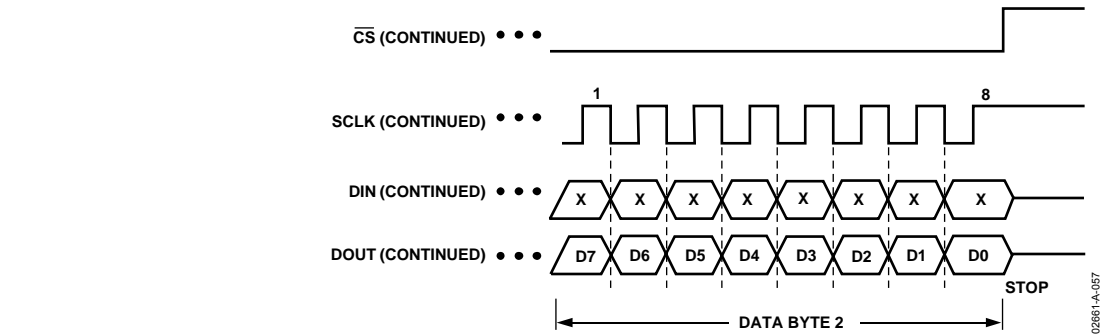 CS (CONTINUED) • • •
1 8
SCLK (CONTINUED) • • •
DIN (CONTINUED) • • • X X X X X X X X
DOUT (CONTINUED) • • • D7 D6 D5 D4 D3 D2 D1 D0
STOP
DATA BYTE 2
02661-A-057